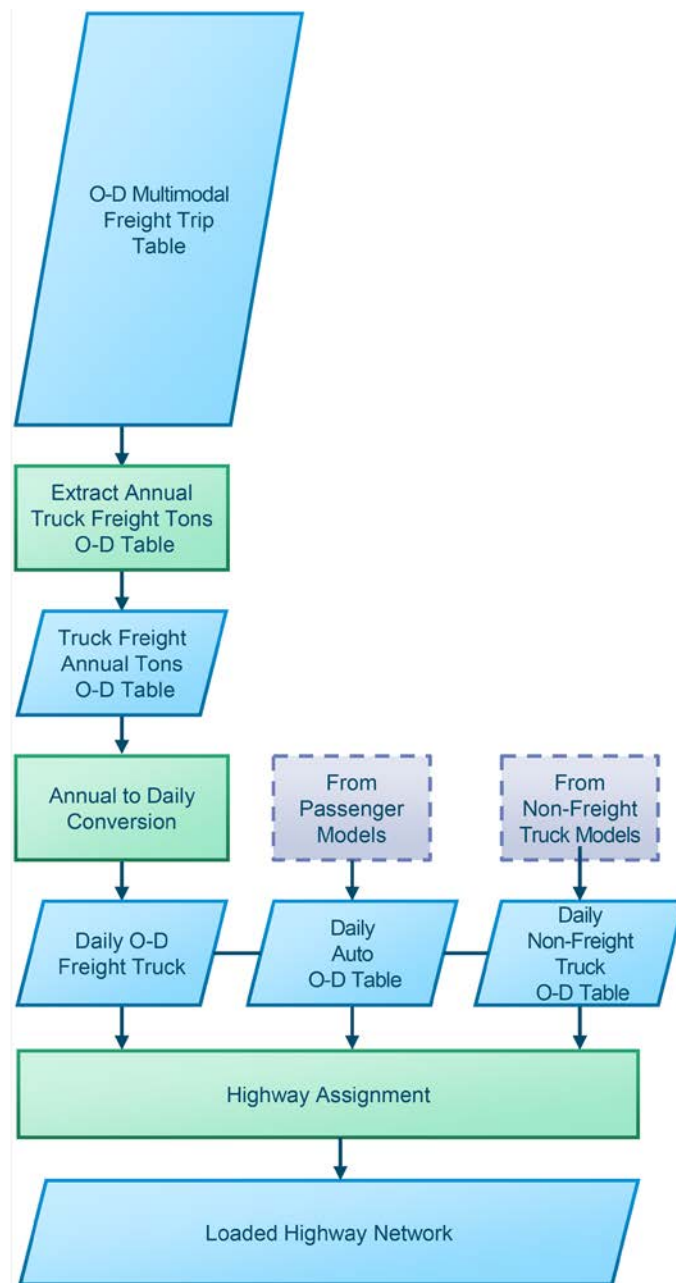 O-D Multimodal
Freight Trip
Table
Extract Annual
Truck Freight Tons
O-D Table
Truck Freight
Annual Tons
O-D Table
Annual to Daily
Conversion
From
Passenger
Models
From
Non-Freight
Truck Models
Daily O-D
Freight Truck
Daily
Auto
O-D Table
Daily
Non-Freight
Truck
O-D Table
Highway Assignment
Loaded Highway Network